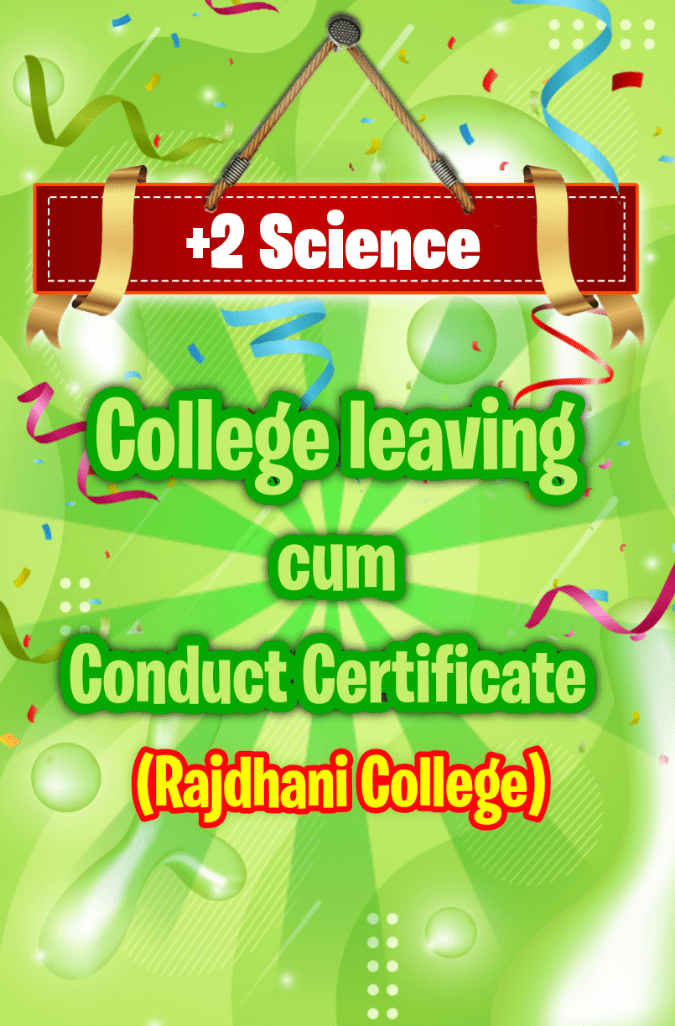 +2 Science
College leaving
cum
Conduct Certificate
(Rajdhani College)